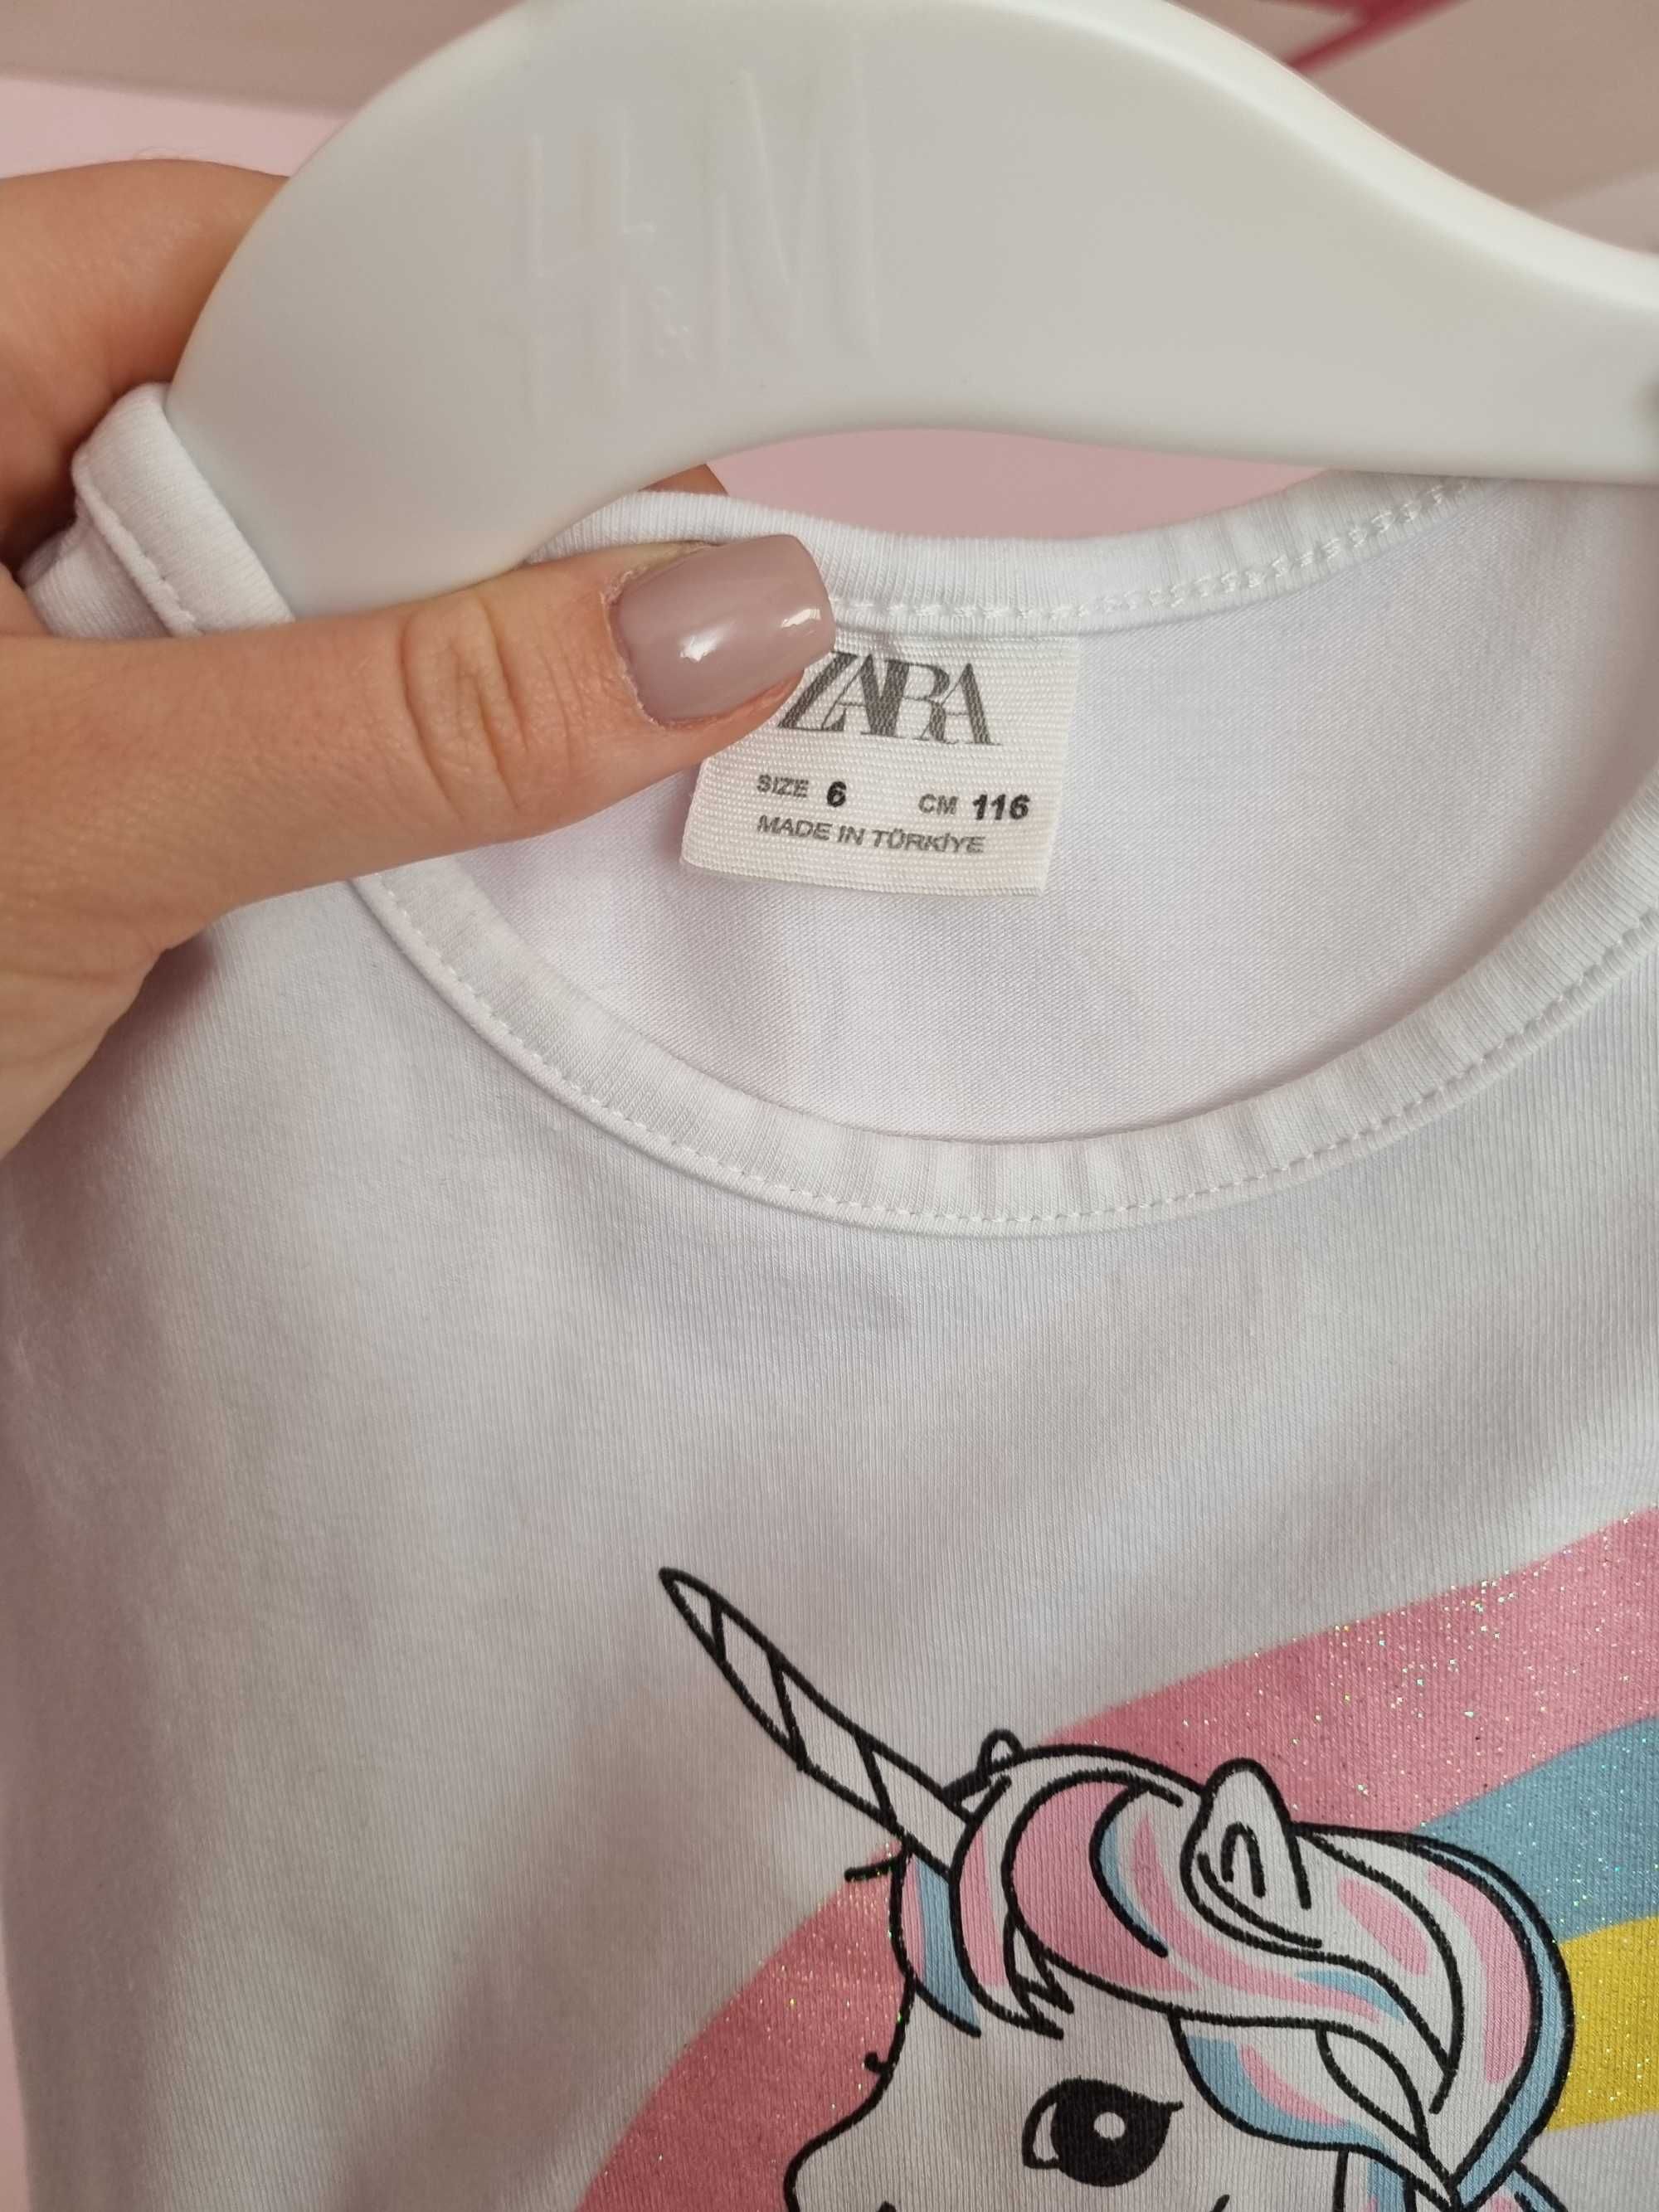 H&M
ZARA
SIZE 6 CM 116
MADE IN TÜRKİYE